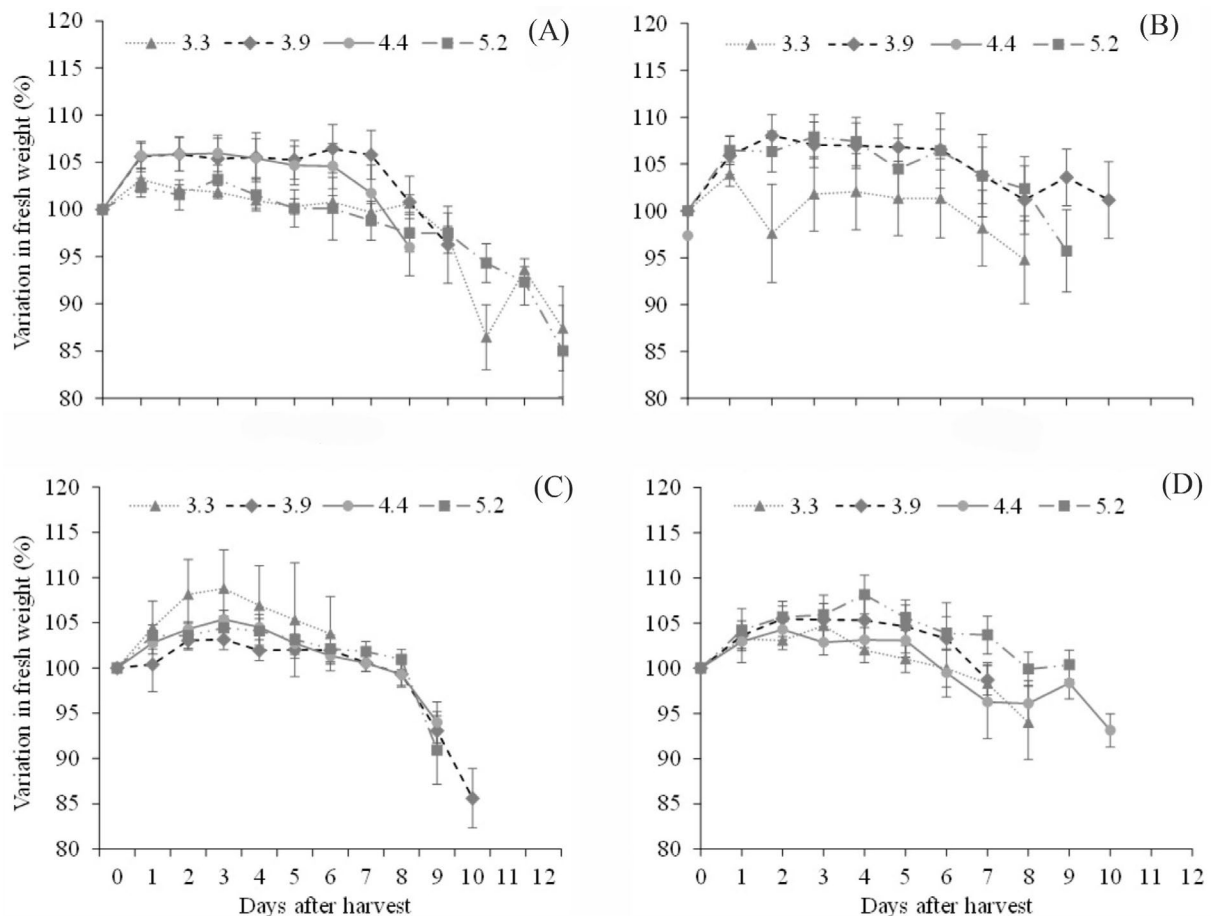 Variation in fresh weight (%)
120
115
110
105
100
95
90
85
80
3.3 3.9 4.4 5.2
(A)
120
115
110
105
100
95
90
85
80
3.3 3.9 4.4 5.2
(B)
Variation in fresh weight (%)
120
115
110
105
100
95
90
85
80
3.3 3.9 4.4 5.2
(C)
0 1 2 3 4 5 6 7 8 9 10 11 12
Days after harvest
120
115
110
105
100
95
90
85
80
3.3 3.9 4.4 5.2
(D)
0 1 2 3 4 5 6 7 8 9 10 11 12
Days after harvest